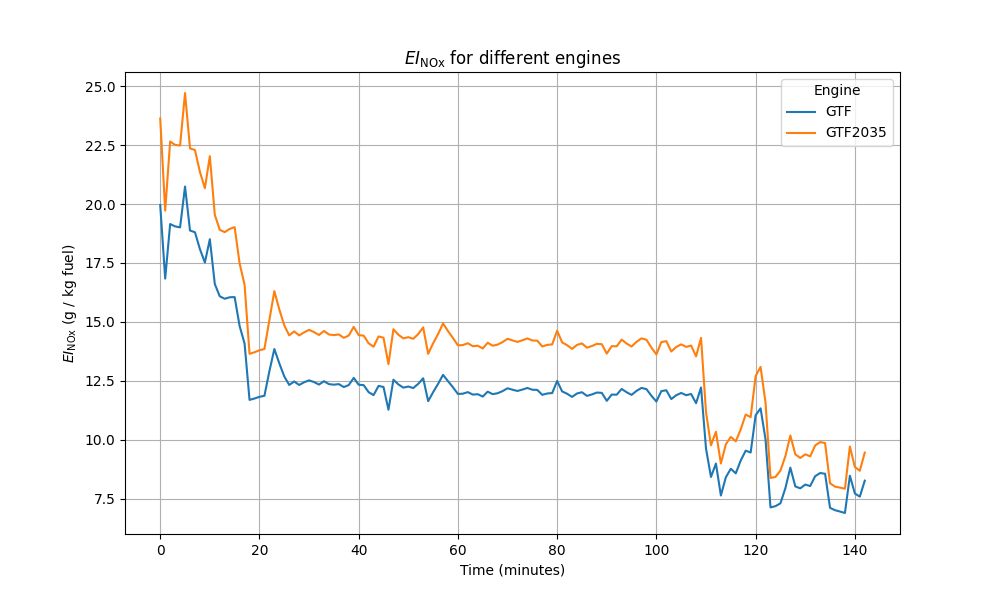 EI_NOx for different engines
EI_NOx (g / kg fuel)
25.0
22.5
20.0
17.5
15.0
12.5
10.0
7.5
Engine
GTF
GTF2035
0 20 40 60 80 100 120 140
Time (minutes)